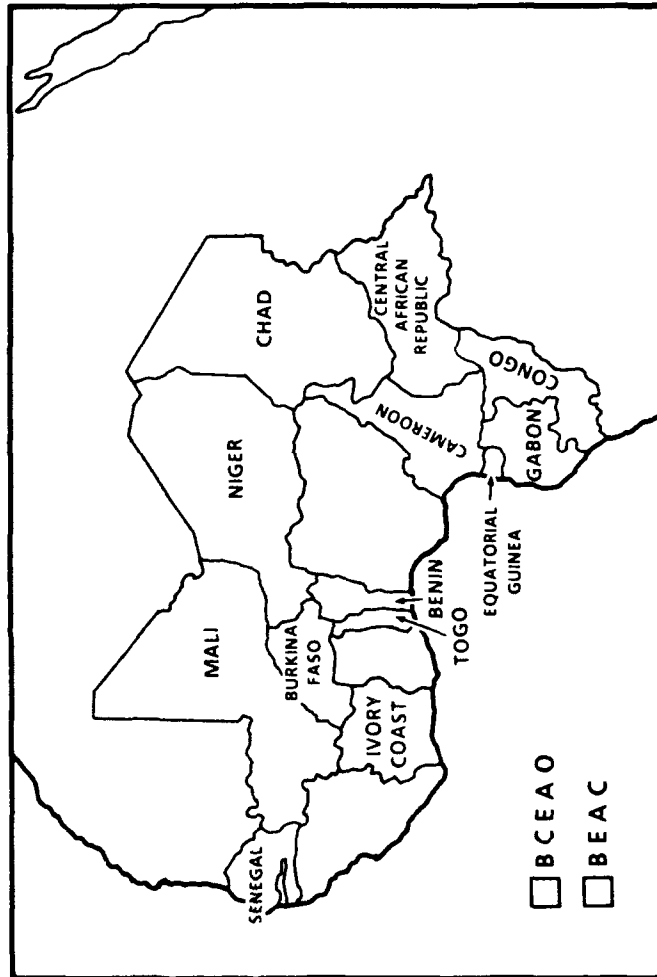 MALI
NIGER
CHAD
SENEGAL
BURKINA
FASO
IVORY
COAST
TOGO
BENIN
CAMEROON
CENTRAL
AFRICAN
REPUBLIC
EQUATORIAL
GUINEA
GABON
CONGO
BCEAO
BEAC